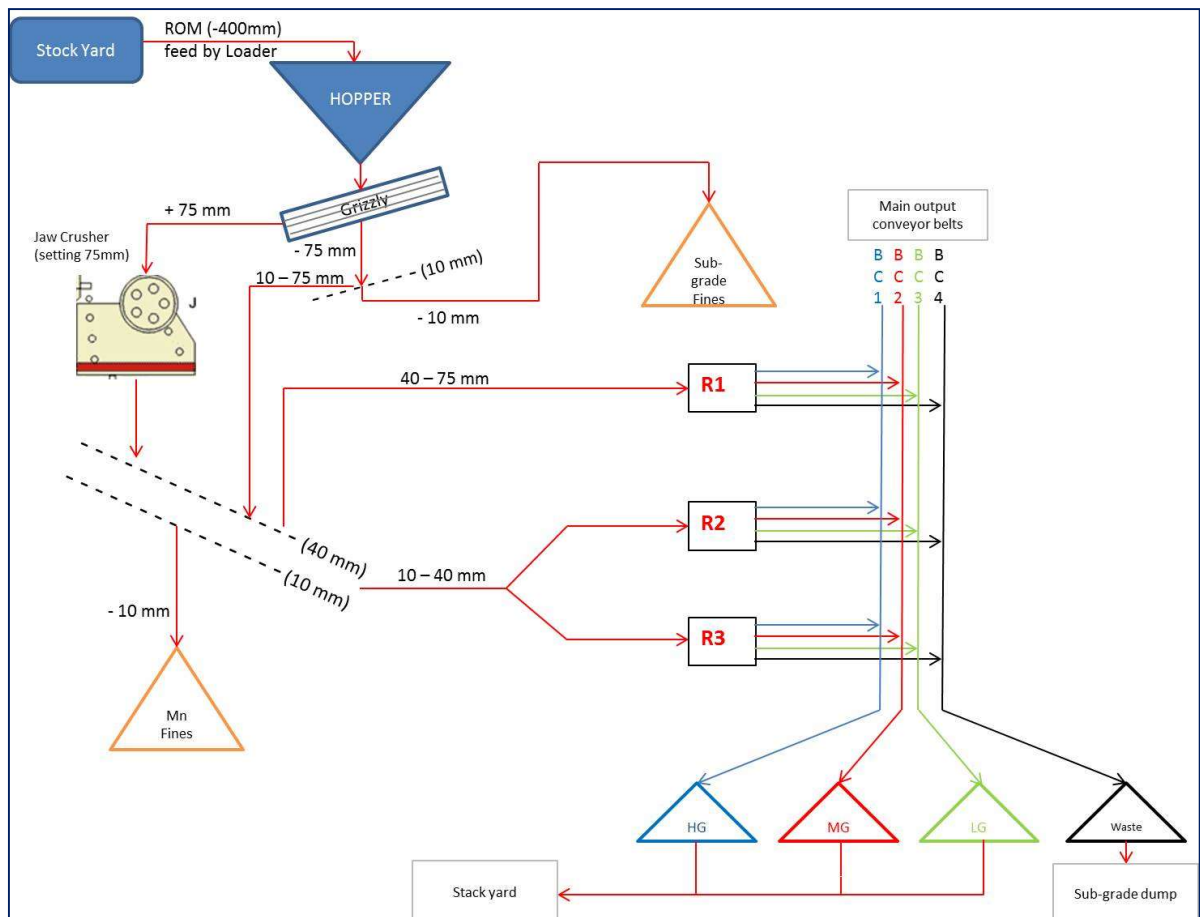 Stock Yard
ROM (-400mm)
feed by Loader
HOPPER
Grizzly
+ 75 mm
- 75 mm
Jaw Crusher
(setting 75mm)
J
10 – 75 mm
(10 mm)
- 10 mm
Sub-
grade
Fines
Main output
conveyor belts
B B B B
C C C C
1 2 3 4
40 – 75 mm
R1
R2
(40 mm)
(10 mm)
10 – 40 mm
- 10 mm
R3
Mn
Fines
HG
MG
LG
Waste
Stack yard
Sub-grade dump